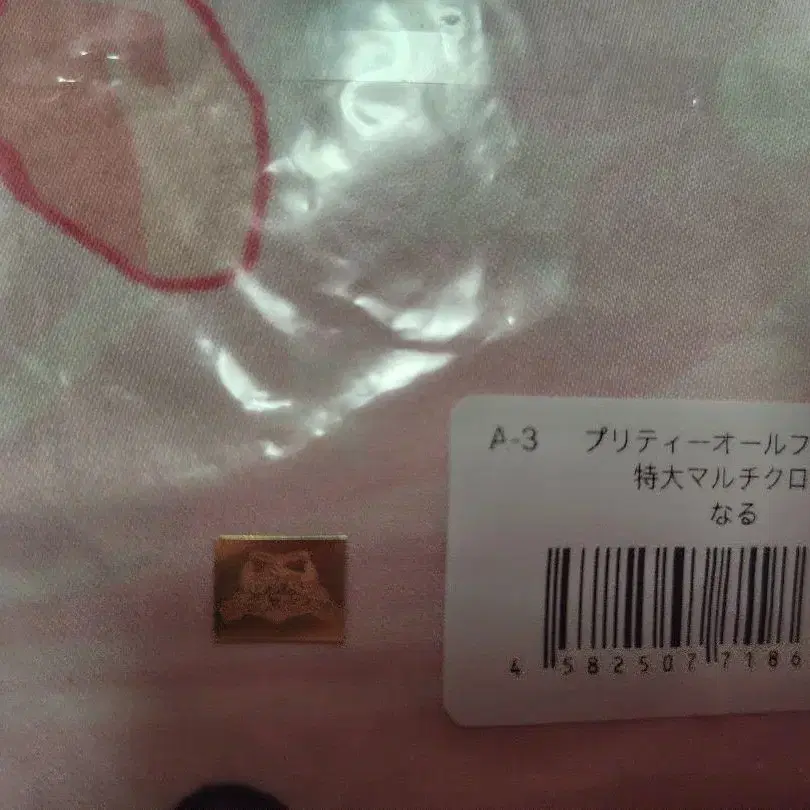 A-3 プリティーオールフ
特大マルチクロ
なる
4 582507 7186